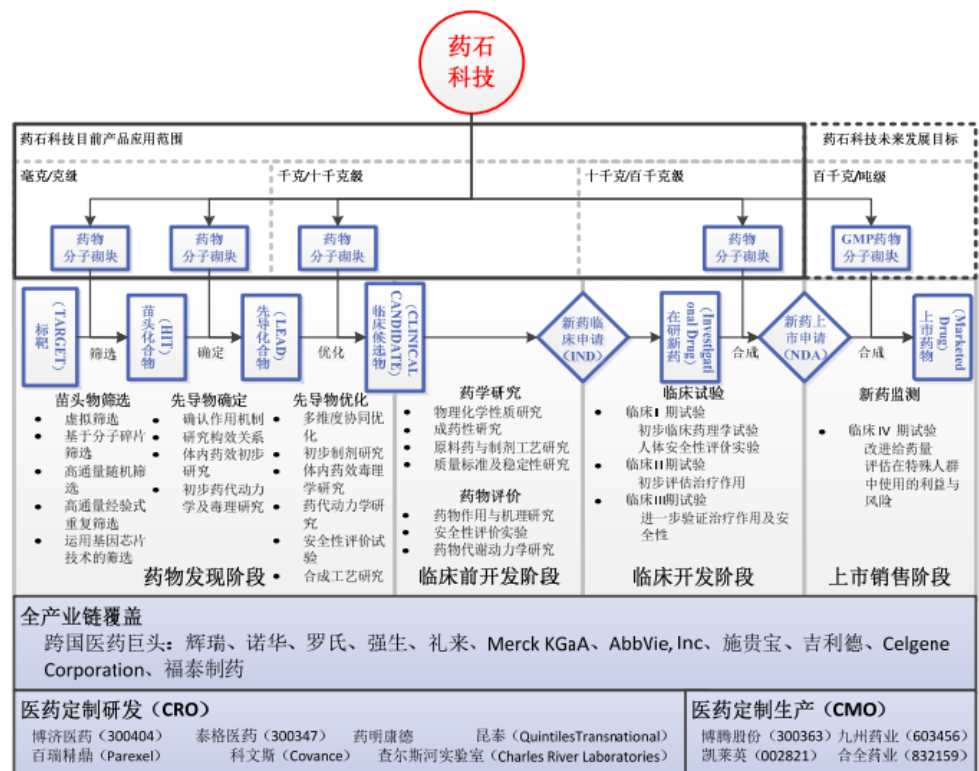 药石
科技
药石科技目前产品应用范围
药石科技未来发展目标
毫克/克级
千克/十千克级
十千克/百千克级
百千克/吨级
药物
分子砌块
药物
分子砌块
药物
分子砌块
药物
分子砌块
GMP药物
分子砌块
标靶
(TARGET)
筛选
苗头化合物
(HIT)
确定
先导化合物
(LEAD)
优化
临床候选物
(CLINICAL
CANDIDATE)
新药临
床申请
(IND)
在研新药
(Investigati
onal Drug)
合成
新药上
市申请
(NDA)
合成
上市药物
(Marketed
Drug)
苗头物筛选
● 虚拟筛选
● 基于分子碎片
筛选
● 高通量随机筛
选
● 高通量经验式
重复筛选
● 运用基因芯片
技术的筛选
先导物确定
● 确认作用机制
● 研究构效关系
● 体内药效初步
研究
● 初步药代动力
学及毒理研究
先导物优化
● 多维度协同优
化
● 初步制剂研究
● 体内药效毒理
学研究
● 药代动力学研
究
● 安全性评价试
验
● 合成工艺研究
药物发现阶段
药学研究
● 物理化学性质研究
● 成药性研究
● 原料药与制剂工艺研究
● 质量标准及稳定性研究
药物评价
● 药物作用与机理研究
● 安全性评价实验
● 药物代谢动力学研究
临床前开发阶段
临床试验
● 临床I 期试验
初步临床药理学试验
人体安全性评价实验
● 临床II期试验
初步评估治疗作用
● 临床III期试验
进一步验证治疗作用及安
全性
临床开发阶段
新药监测
● 临床IV 期试验
改进给药量
评估在特殊人群
中使用的利益与
风险
上市销售阶段
全产业链覆盖
跨国医药巨头：辉瑞、诺华、罗氏、强生、礼来、Merck KGaA、AbbVie, Inc、施贵宝、吉利德、Celgene
Corporation、福泰制药
医药定制研发（CRO）
博济医药（300404） 泰格医药（300347） 药明康德 昆泰（QuintilesTransnational）
百瑞精鼎（Parexel） 科文斯（Covance） 查尔斯河实验室（Charles River Laboratories）
医药定制生产（CMO）
博腾股份（300363） 九州药业（603456）
凯莱英（002821） 合全药业（832159）